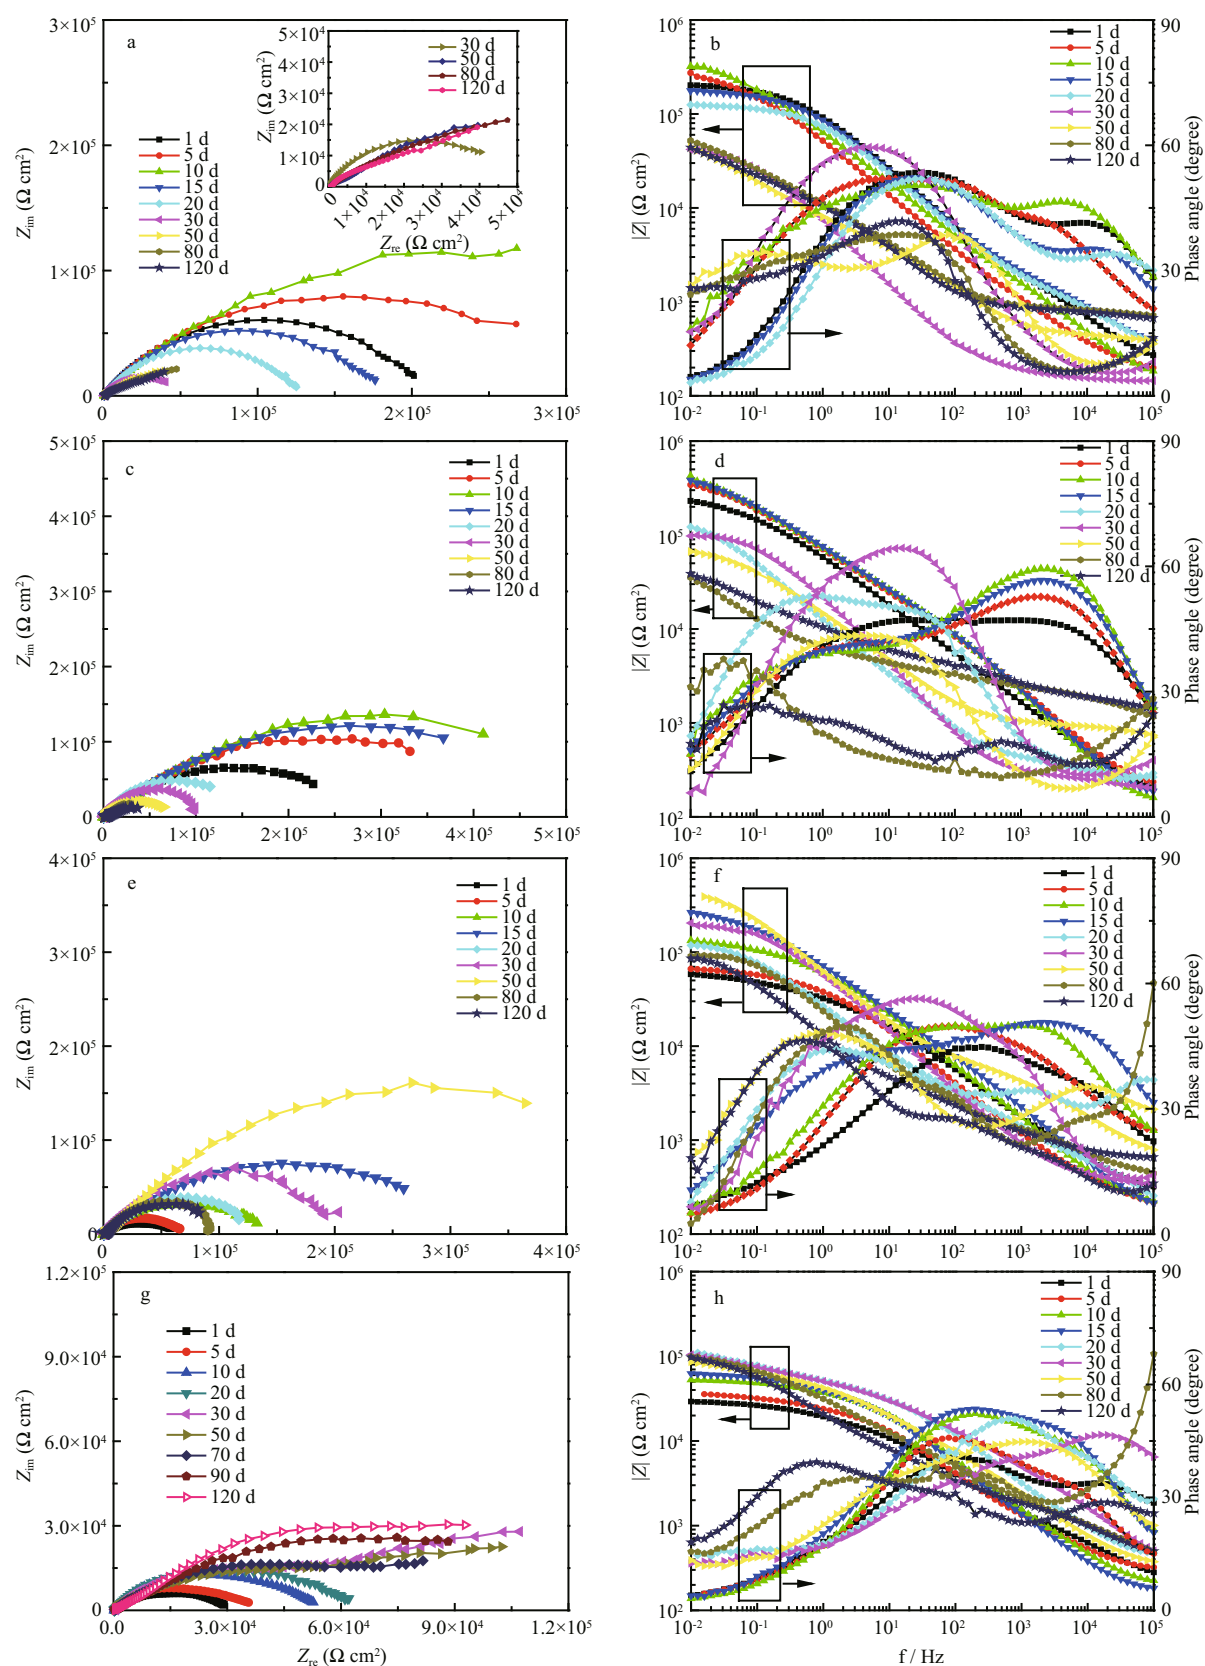 a
3×10⁵
2×10⁵
1×10⁵
0
Z_im (Ω cm²)
1 d
5 d
10 d
15 d
20 d
30 d
50 d
80 d
120 d
5×10⁴
4×10⁴
3×10⁴
2×10⁴
1×10⁴
0
Z_im (Ω cm²)
30 d
50 d
80 d
120 d
0
1×10⁴
2×10⁴
3×10⁴
4×10⁴
5×10⁴
Z_re (Ω cm²)
0
1×10⁵
2×10⁵
3×10⁵
b
10⁶
10⁵
10⁴
10³
10²
|Z| (Ω cm²)
1 d
5 d
10 d
15 d
20 d
30 d
50 d
80 d
120 d
90
60
30
0
Phase angle (degree)
10⁻² 10⁻¹ 10⁰ 10¹ 10² 10³ 10⁴ 10⁵
c
5×10⁵
4×10⁵
3×10⁵
2×10⁵
1×10⁵
0
Z_im (Ω cm²)
1 d
5 d
10 d
15 d
20 d
30 d
50 d
80 d
120 d
0 1×10⁵ 2×10⁵ 3×10⁵ 4×10⁵ 5×10⁵
d
10⁶
10⁵
10⁴
10³
10²
|Z| (Ω cm²)
1 d
5 d
10 d
15 d
20 d
30 d
50 d
80 d
120 d
90
60
30
0
Phase angle (degree)
10⁻² 10⁻¹ 10⁰ 10¹ 10² 10³ 10⁴ 10⁵
e
4×10⁵
3×10⁵
2×10⁵
1×10⁵
0
Z_im (Ω cm²)
1 d
5 d
10 d
15 d
20 d
30 d
50 d
80 d
120 d
0 1×10⁵ 2×10⁵ 3×10⁵ 4×10⁵
f
10⁶
10⁵
10⁴
10³
10²
|Z| (Ω cm²)
1 d
5 d
10 d
15 d
20 d
30 d
50 d
80 d
120 d
90
60
30
0
Phase angle (degree)
10⁻² 10⁻¹ 10⁰ 10¹ 10² 10³ 10⁴ 10⁵
g
1.2×10⁵
9.0×10⁴
6.0×10⁴
3.0×10⁴
0
Z_im (Ω cm²)
1 d
5 d
10 d
20 d
30 d
50 d
70 d
90 d
120 d
0.0 3.0×10⁴ 6.0×10⁴ 9.0×10⁴ 1.2×10⁵
Z_re (Ω cm²)
h
10⁶
10⁵
10⁴
10³
10²
|Z| (Ω cm²)
1 d
5 d
10 d
15 d
20 d
30 d
50 d
80 d
120 d
90
60
30
0
Phase angle (degree)
10⁻² 10⁻¹ 10⁰ 10¹ 10² 10³ 10⁴ 10⁵
f / Hz